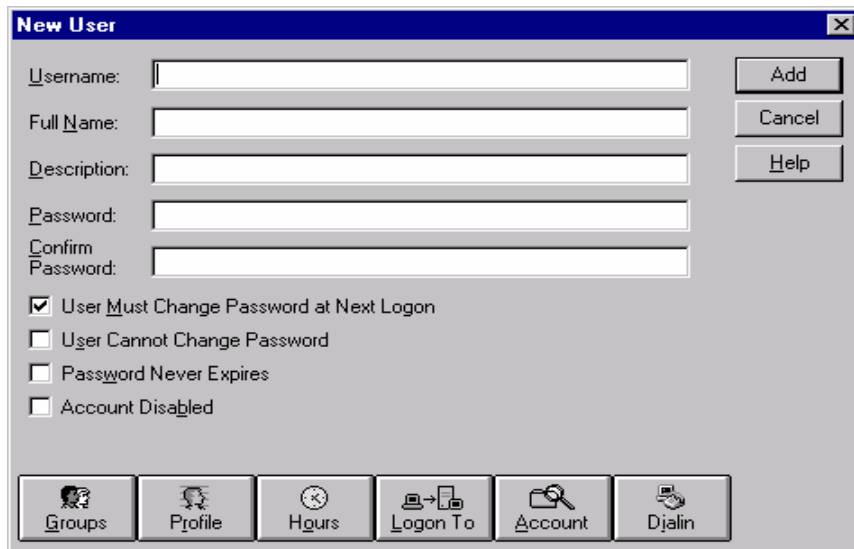 New User
Username:
Add
Full Name:
Cancel
Description:
Help
Password:
Confirm
Password:
User Must Change Password at Next Logon
User Cannot Change Password
Password Never Expires
Account Disabled
Groups Profile Hours Logon To Account Dialin